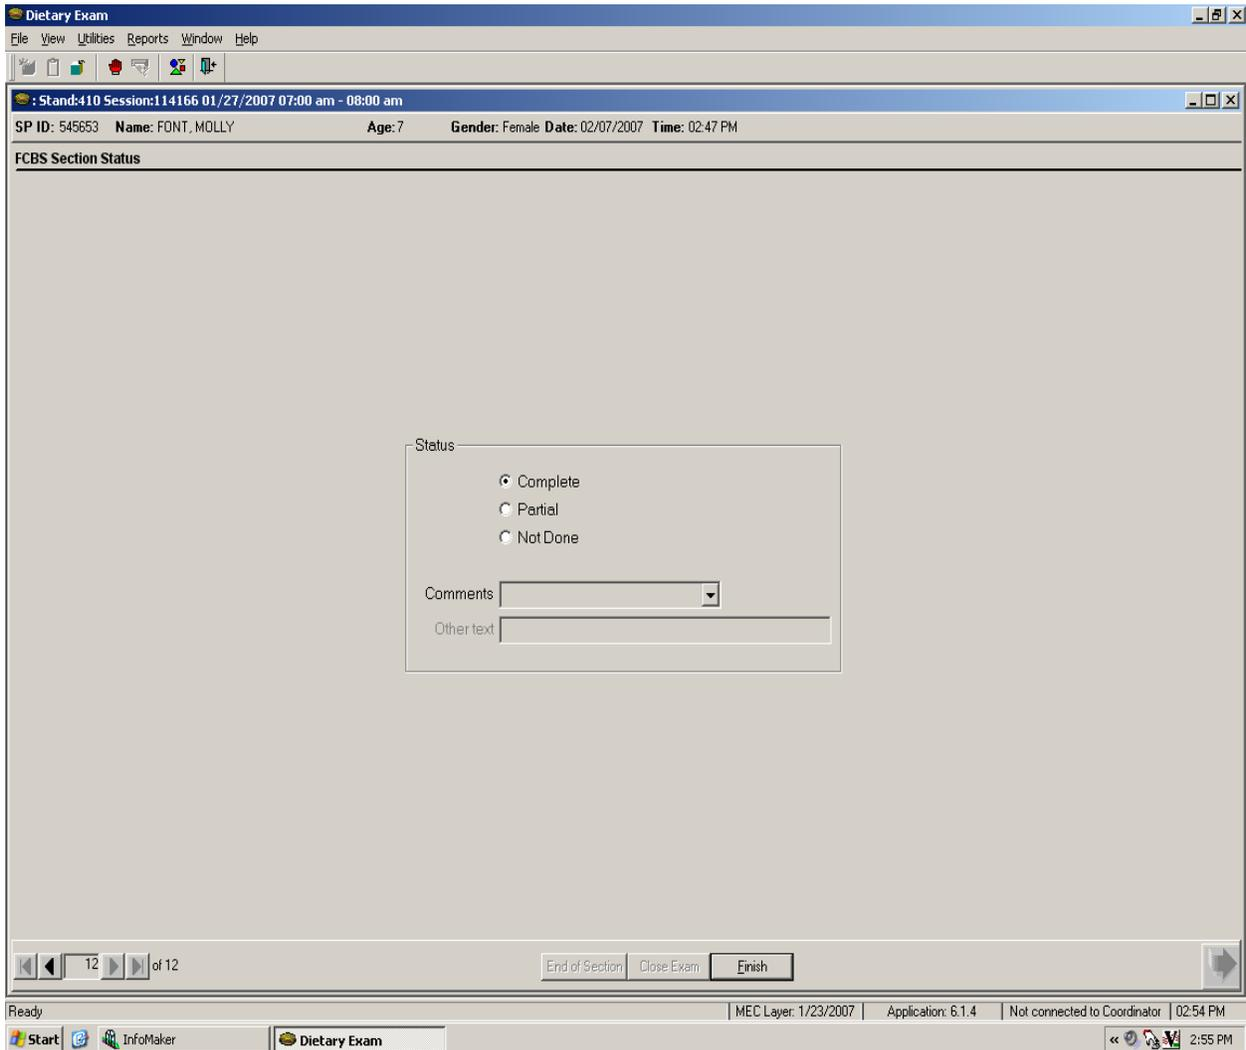 Dietary Exam
File View Utilities Reports Window Help
: Stand:410 Session:114166 01/27/2007 07:00 am - 08:00 am
SP ID: 545653 Name: FONT, MOLLY Age: 7 Gender: Female Date: 02/07/2007 Time: 02:47 PM
FCBS Section Status
Status
Complete
Partial
Not Done
Comments
Other text
12 of 12 End of Section Close Exam Finish
Ready MEC Layer: 1/23/2007 Application: 6.1.4 Not connected to Coordinator 02:54 PM
Start InfoMaker Dietary Exam « 2:55 PM